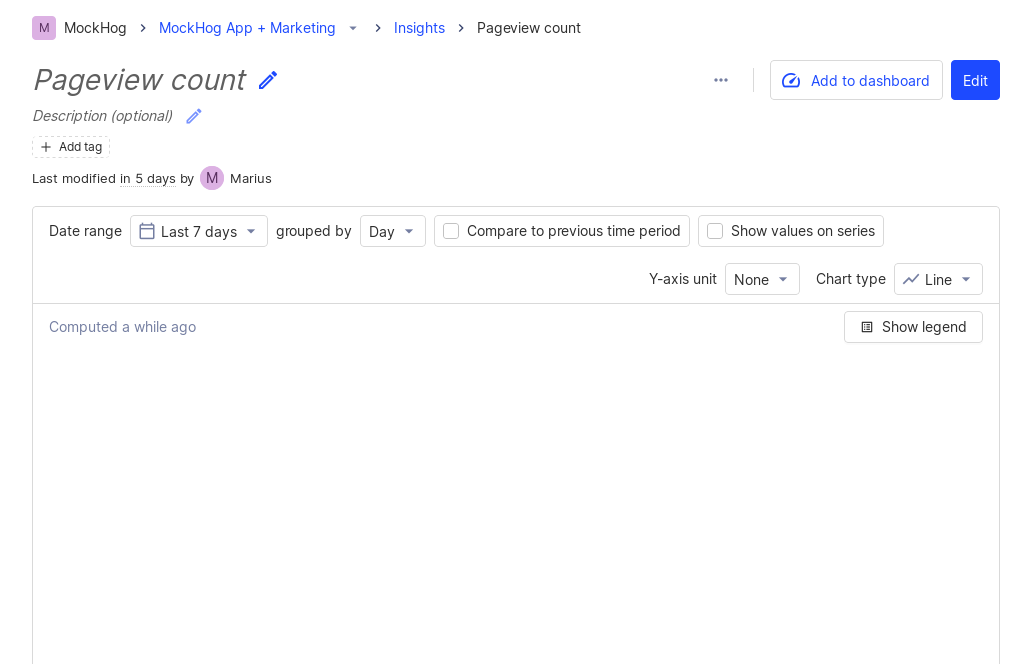 M MockHog MockHog App + Marketing Insights Pageview count
Pageview count
Add to dashboard Edit
Description (optional)
Add tag
Last modified in 5 days by M Marius
Date range Last 7 days grouped by Day Compare to previous time period Show values on series
Y-axis unit None Chart type Line
Computed a while ago Show legend